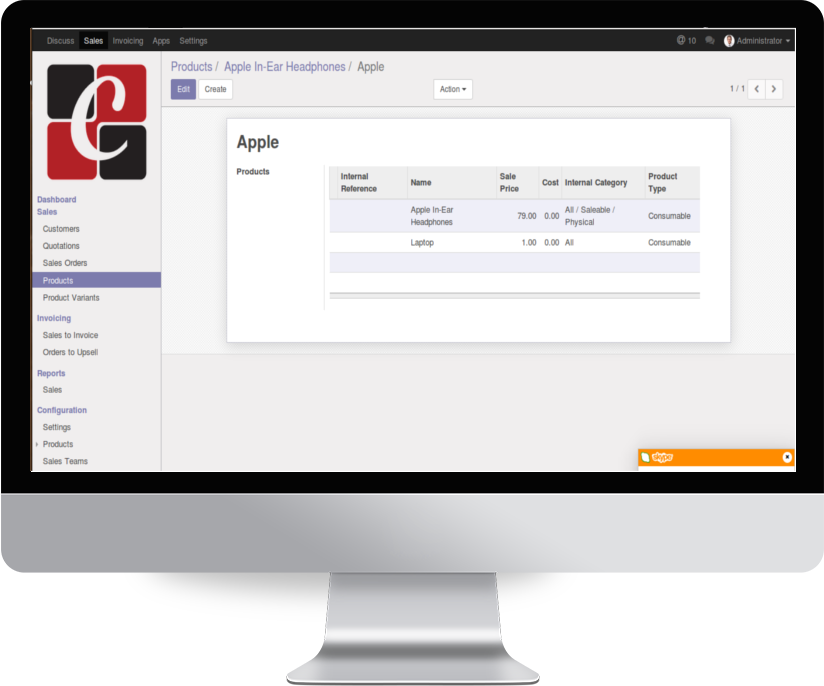 Discuss Sales Invoicing Apps Settings @ 10 Administrator
Products / Apple In-Ear Headphones / Apple
Edit Create Action 1 / 1
C
Dashboard
Sales
Customers
Quotations
Sales Orders
Products
Product Variants
Invoicing
Sales to Invoice
Orders to Upsell
Reports
Sales
Configuration
Settings
Products
Sales Teams
Apple
Products
Internal Reference Name Sale Price Cost Internal Category Product Type
Apple In-Ear Headphones 79.00 0.00 All / Saleable / Physical Consumable
Laptop 1.00 0.00 All Consumable
skype